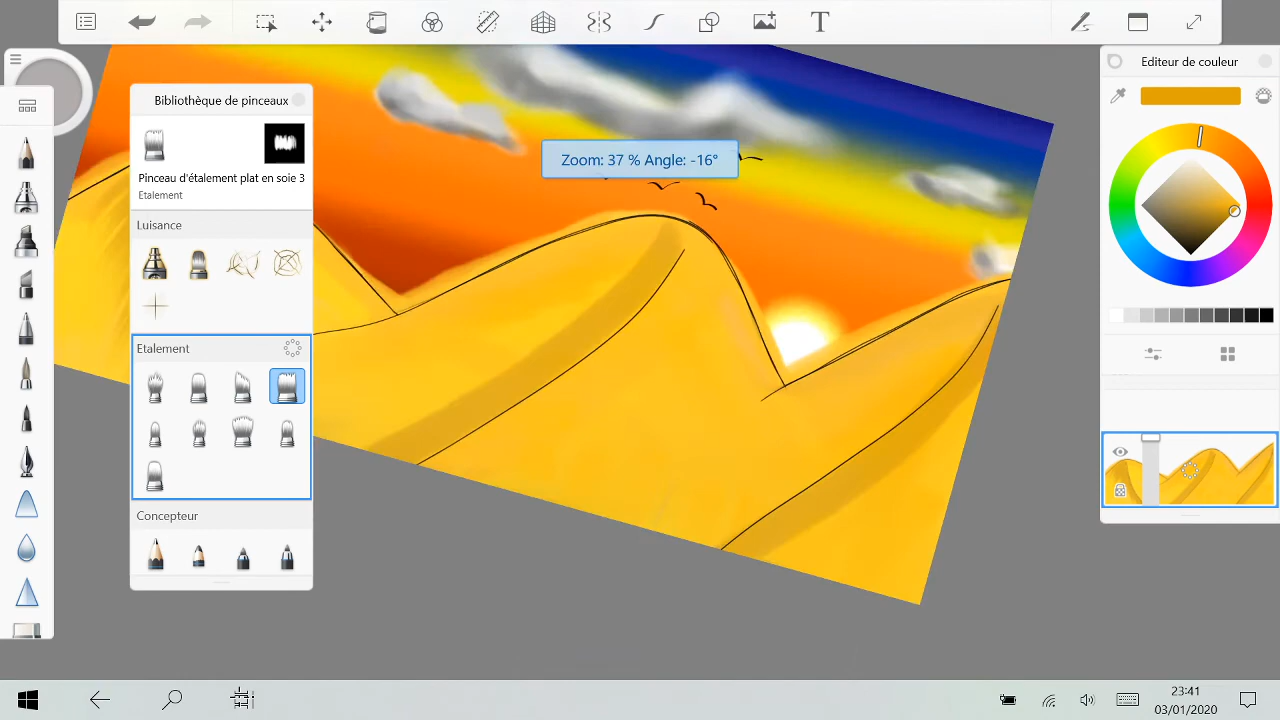 T
Bibliothèque de pinceaux
Pinceau d'étalement plat en soie 3
Etalement
Luisance
Etalement
Concepteur
Zoom: 37 % Angle: -16°
Editeur de couleur
23:41
03/01/2020